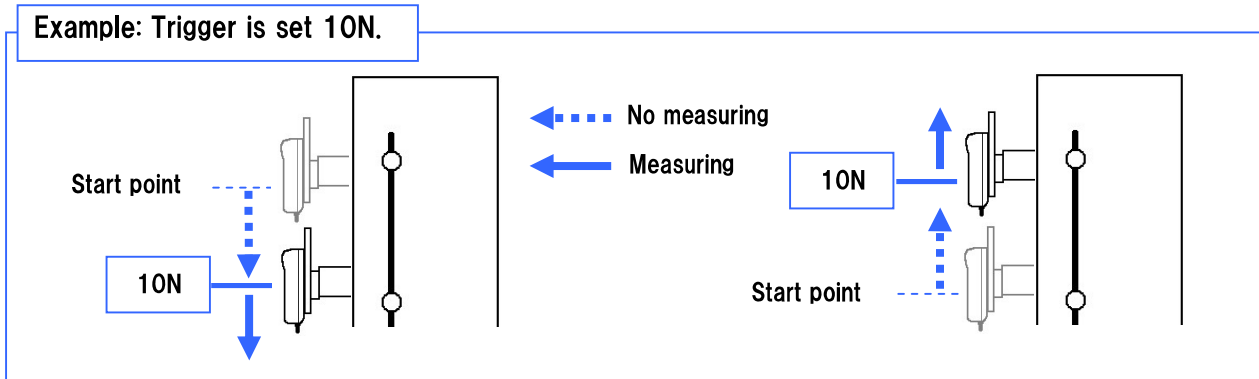 Example: Trigger is set 10N.
No measuring
Measuring
Start point
10N
10N
Start point